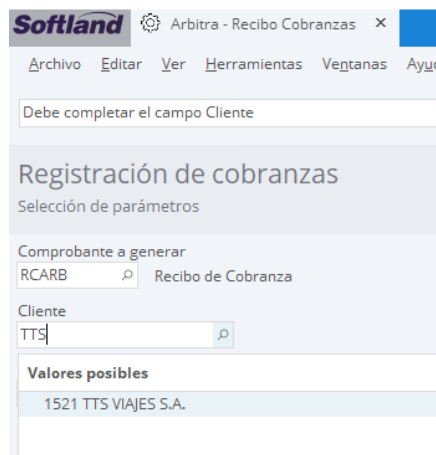 Softland Arbitra - Recibo Cobranzas ×
Archivo Editar Ver Herramientas Ventanas
Debe completar el campo Cliente
Registración de cobranzas
Selección de parámetros
Comprobante a generar
RCARB Recibo de Cobranza
Cliente
TTS
Valores posibles
1521 TTS VIAJES S.A.